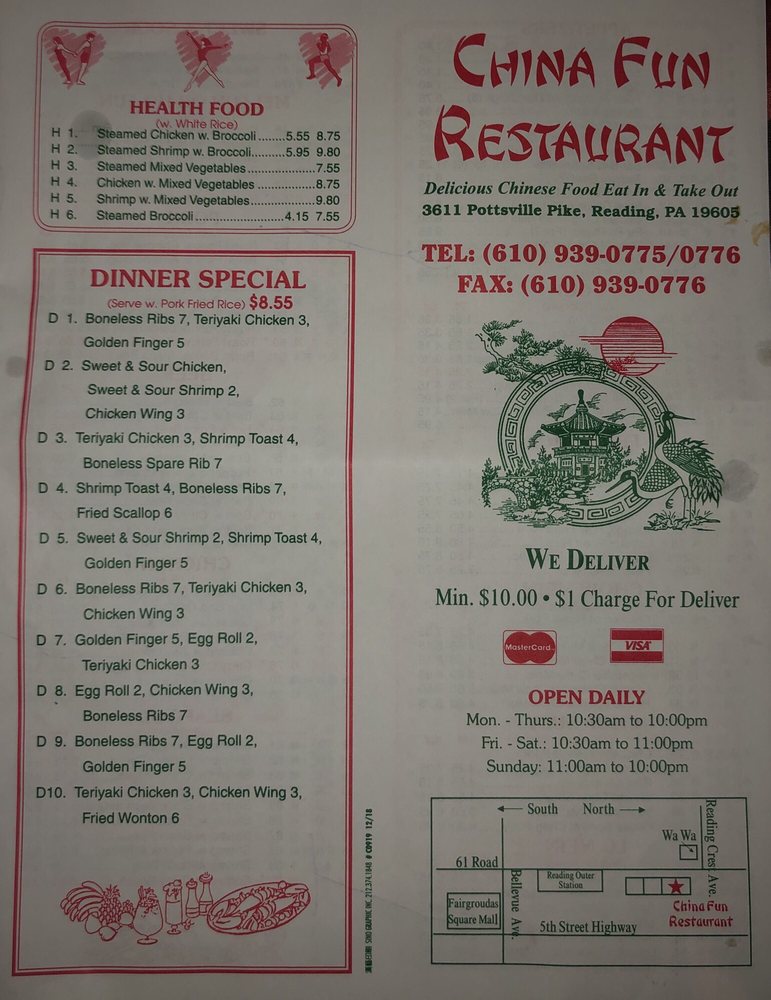 HEALTH FOOD
(w. White Rice)
H 1. Steamed Chicken w. Broccoli ........ 5.55 8.75
H 2. Steamed Shrimp w. Broccoli ....... 5.95 9.80
H 3. Steamed Mixed Vegetables .................. 7.55
H 4. Chicken w. Mixed Vegetables ............... 8.75
H 5. Shrimp w. Mixed Vegetables ................. 9.80
H 6. Steamed Broccoli ....................... 4.15 7.55
DINNER SPECIAL
(Serve w. Pork Fried Rice) $8.55
D 1. Boneless Ribs 7, Teriyaki Chicken 3,
Golden Finger 5
D 2. Sweet & Sour Chicken,
Sweet & Sour Shrimp 2,
Chicken Wing 3
D 3. Teriyaki Chicken 3, Shrimp Toast 4,
Boneless Spare Rib 7
D 4. Shrimp Toast 4, Boneless Ribs 7,
Fried Scallop 6
D 5. Sweet & Sour Shrimp 2, Shrimp Toast 4,
Golden Finger 5
D 6. Boneless Ribs 7, Teriyaki Chicken 3,
Chicken Wing 3
D 7. Golden Finger 5, Egg Roll 2,
Teriyaki Chicken 3
D 8. Egg Roll 2, Chicken Wing 3,
Boneless Ribs 7
D 9. Boneless Ribs 7, Egg Roll 2,
Golden Finger 5
D10. Teriyaki Chicken 3, Chicken Wing 3,
Fried Wonton 6
SOHO GRAPHIC INC. 212.374.1848 # C0919 12/18
CHINA FUN
RESTAURANT
Delicious Chinese Food Eat In & Take Out
3611 Pottsville Pike, Reading, PA 19605
TEL: (610) 939-0775/0776
FAX: (610) 939-0776
WE DELIVER
Min. $10.00 • $1 Charge For Deliver
MasterCard
VISA
OPEN DAILY
Mon. - Thurs.: 10:30am to 10:00pm
Fri. - Sat.: 10:30am to 11:00pm
Sunday: 11:00am to 10:00pm
South North
Wa Wa
Reading Crest Ave.
61 Road
Bellevue Ave.
Reading Outer
Station
Fairgroudas
Square Mall
China Fun
Restaurant
5th Street Highway